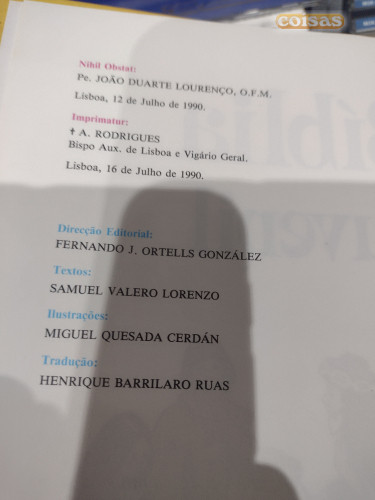 coisas
Nihil Obstat:
Pe. JOÃO DUARTE LOURENÇO, O.F.M.
Lisboa, 12 de Julho de 1990.
Imprimatur:
† A. RODRIGUES
Bispo Aux. de Lisboa e Vigário Geral.
Lisboa, 16 de Julho de 1990.
Direcção Editorial:
FERNANDO J. ORTELLS GONZÁLEZ
Textos:
SAMUEL VALERO LORENZO
Ilustrações:
MIGUEL QUESADA CERDÁN
Tradução:
HENRIQUE BARRILARO RUAS